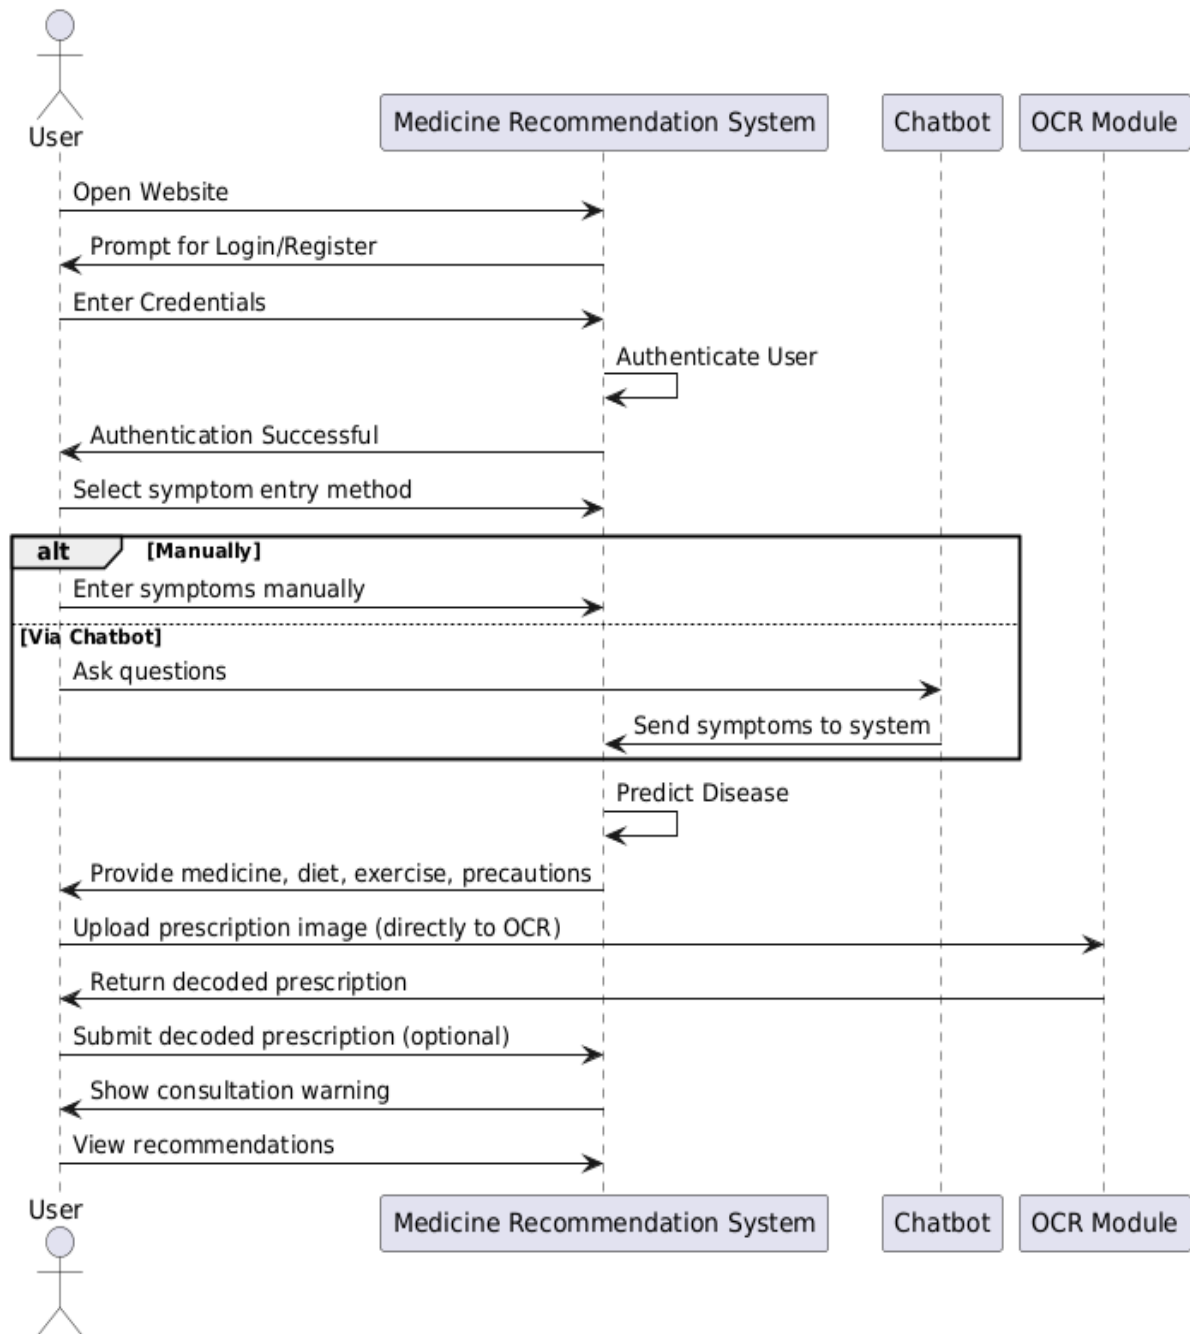 User
Medicine Recommendation System
Chatbot
OCR Module
Open Website
Prompt for Login/Register
Enter Credentials
Authenticate User
Authentication Successful
Select symptom entry method
alt [Manually]
Enter symptoms manually
[Via Chatbot]
Ask questions
Send symptoms to system
Predict Disease
Provide medicine, diet, exercise, precautions
Upload prescription image (directly to OCR)
Return decoded prescription
Submit decoded prescription (optional)
Show consultation warning
View recommendations
User
Medicine Recommendation System
Chatbot
OCR Module